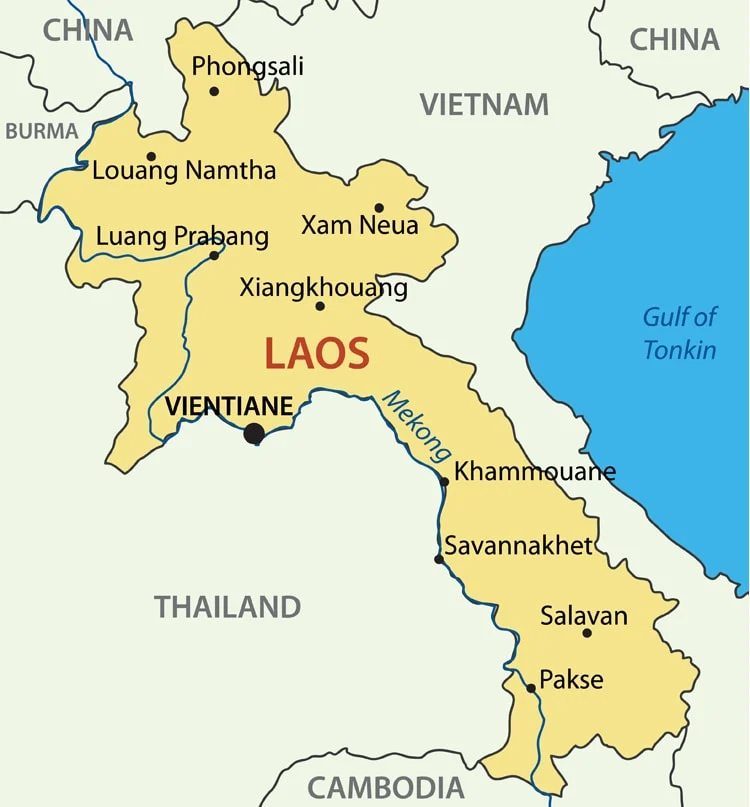 CHINA
CHINA
Phongsali
VIETNAM
BURMA
Louang Namtha
Xam Neua
Luang Prabang
Xiangkhouang
Gulf of
Tonkin
LAOS
VIENTIANE
Mekong
Khammouane
Savannakhet
THAILAND
Salavan
Pakse
CAMBODIA